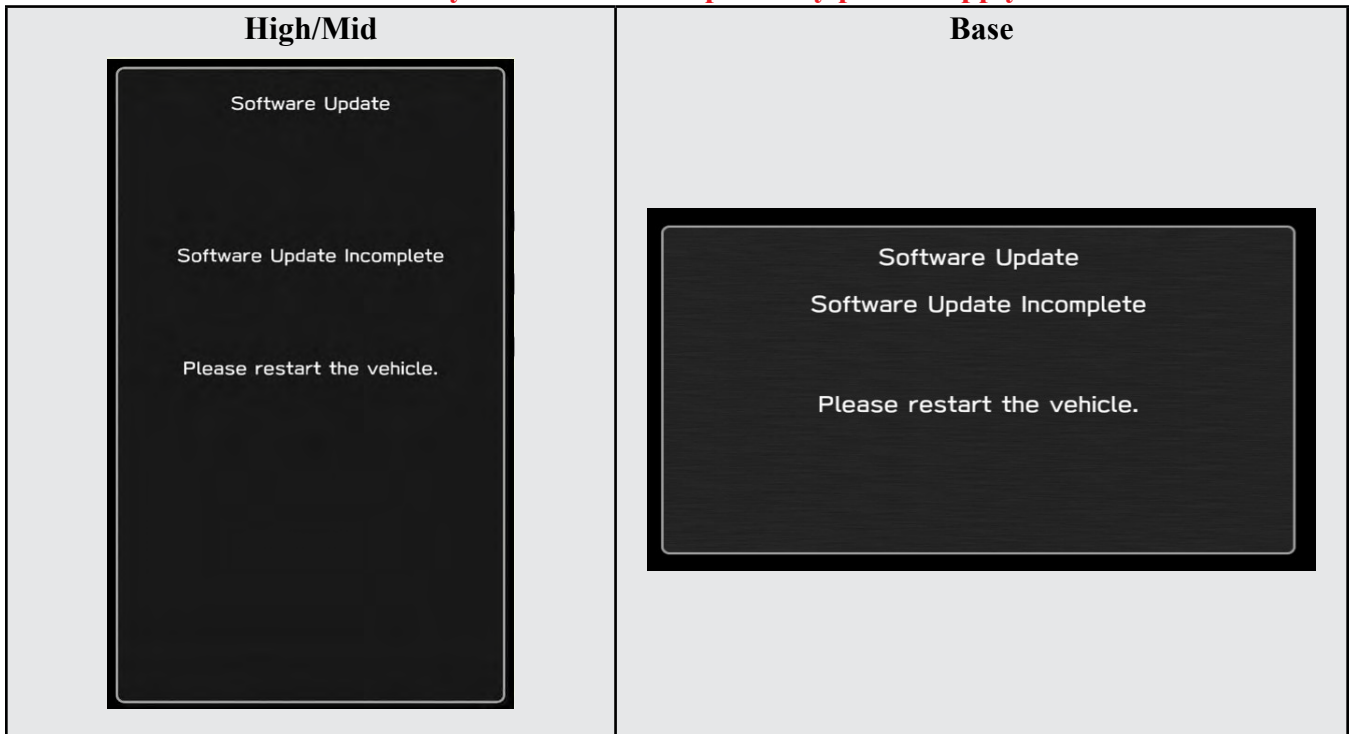 High/Mid
Base
Software Update
Software Update Incomplete
Please restart the vehicle.
Software Update
Software Update Incomplete
Please restart the vehicle.